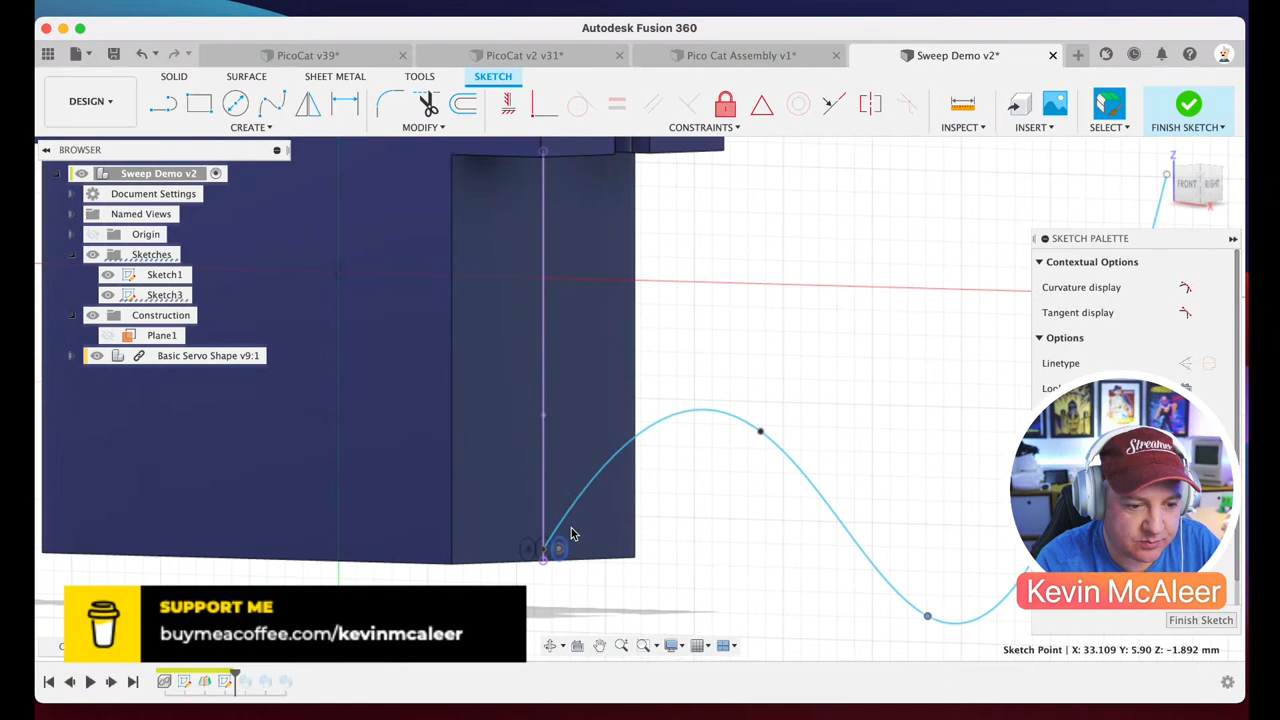 Autodesk Fusion 360
PicoCat v39*
PicoCat v2 v31*
Pico Cat Assembly v1*
Sweep Demo v2*
DESIGN
SOLID
SURFACE
SHEET METAL
TOOLS
SKETCH
CREATE
MODIFY
CONSTRAINTS
INSPECT
INSERT
SELECT
FINISH SKETCH
BROWSER
Sweep Demo v2
Document Settings
Named Views
Origin
Sketches
Sketch1
Sketch3
Construction
Plane1
Basic Servo Shape v9:1
Z
FRONT
RIGHT
X
SKETCH PALETTE
Contextual Options
Curvature display
Tangent display
Options
Linetype
Streamer
Kevin McAleer
Finish Sketch
SUPPORT ME
buymeacoffee.com/kevinmcaleer
Sketch Point | X: 33.109 Y: 5.90 Z: -1.892 mm